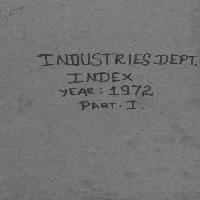 INDUSTRIES.DEPT.
INDEX
YEAR: 1972
PART. I.